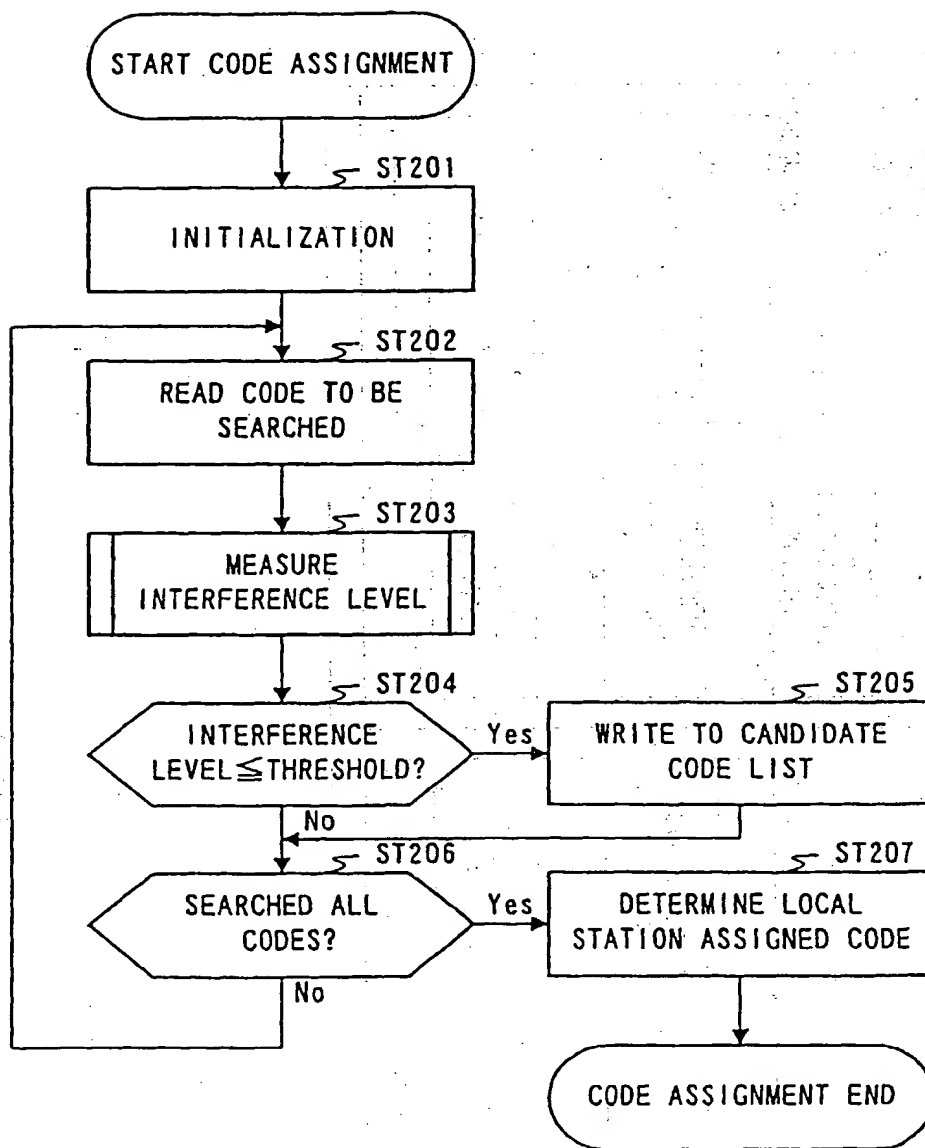 START CODE ASSIGNMENT
ST201
INITIALIZATION
ST202
READ CODE TO BE
SEARCHED
ST203
MEASURE
INTERFERENCE LEVEL
ST204
INTERFERENCE
LEVEL≦THRESHOLD?
Yes
No
ST205
WRITE TO CANDIDATE
CODE LIST
ST206
SEARCHED ALL
CODES?
Yes
No
ST207
DETERMINE LOCAL
STATION ASSIGNED CODE
CODE ASSIGNMENT END